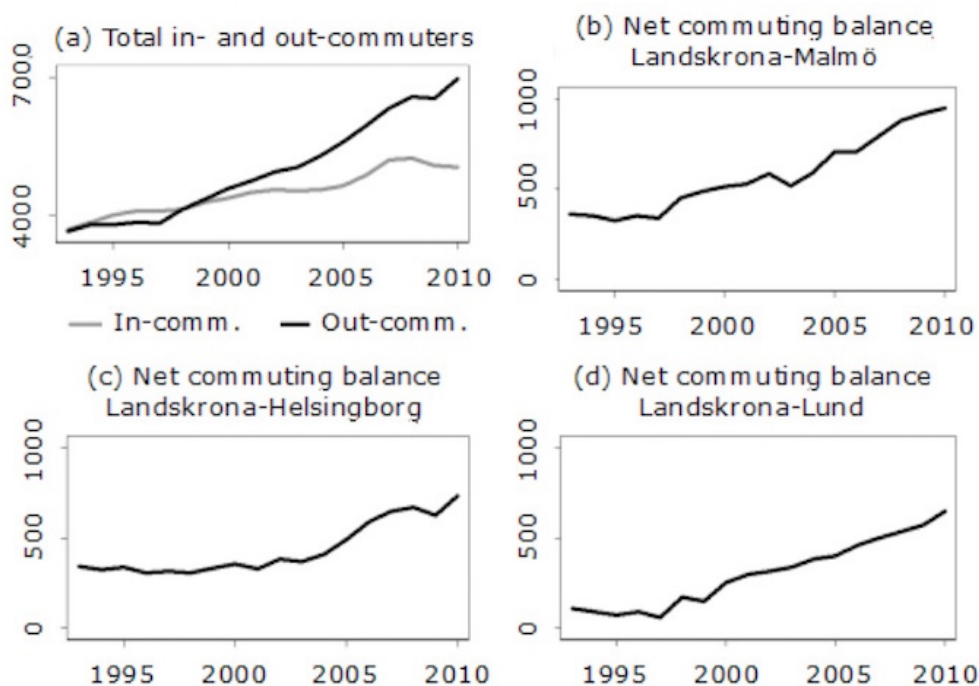 (a) Total in- and out-commuters
7000
4000
1995 2000 2005 2010
In-comm. Out-comm.
(b) Net commuting balance
Landskrona-Malmö
1000
500
0
1995 2000 2005 2010
(c) Net commuting balance
Landskrona-Helsingborg
1000
500
0
1995 2000 2005 2010
(d) Net commuting balance
Landskrona-Lund
1000
500
0
1995 2000 2005 2010